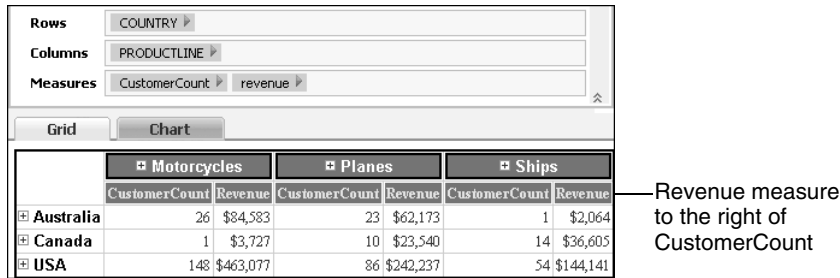 Rows COUNTRY
Columns PRODUCTLINE
Measures CustomerCount revenue
Grid Chart
Motorcycles Planes Ships
CustomerCount Revenue CustomerCount Revenue CustomerCount Revenue
Australia 26 $84,583 23 $62,173 1 $2,064
Canada 1 $3,727 10 $23,540 14 $36,605
USA 148 $463,077 86 $242,237 54 $144,141
Revenue measure
to the right of
CustomerCount